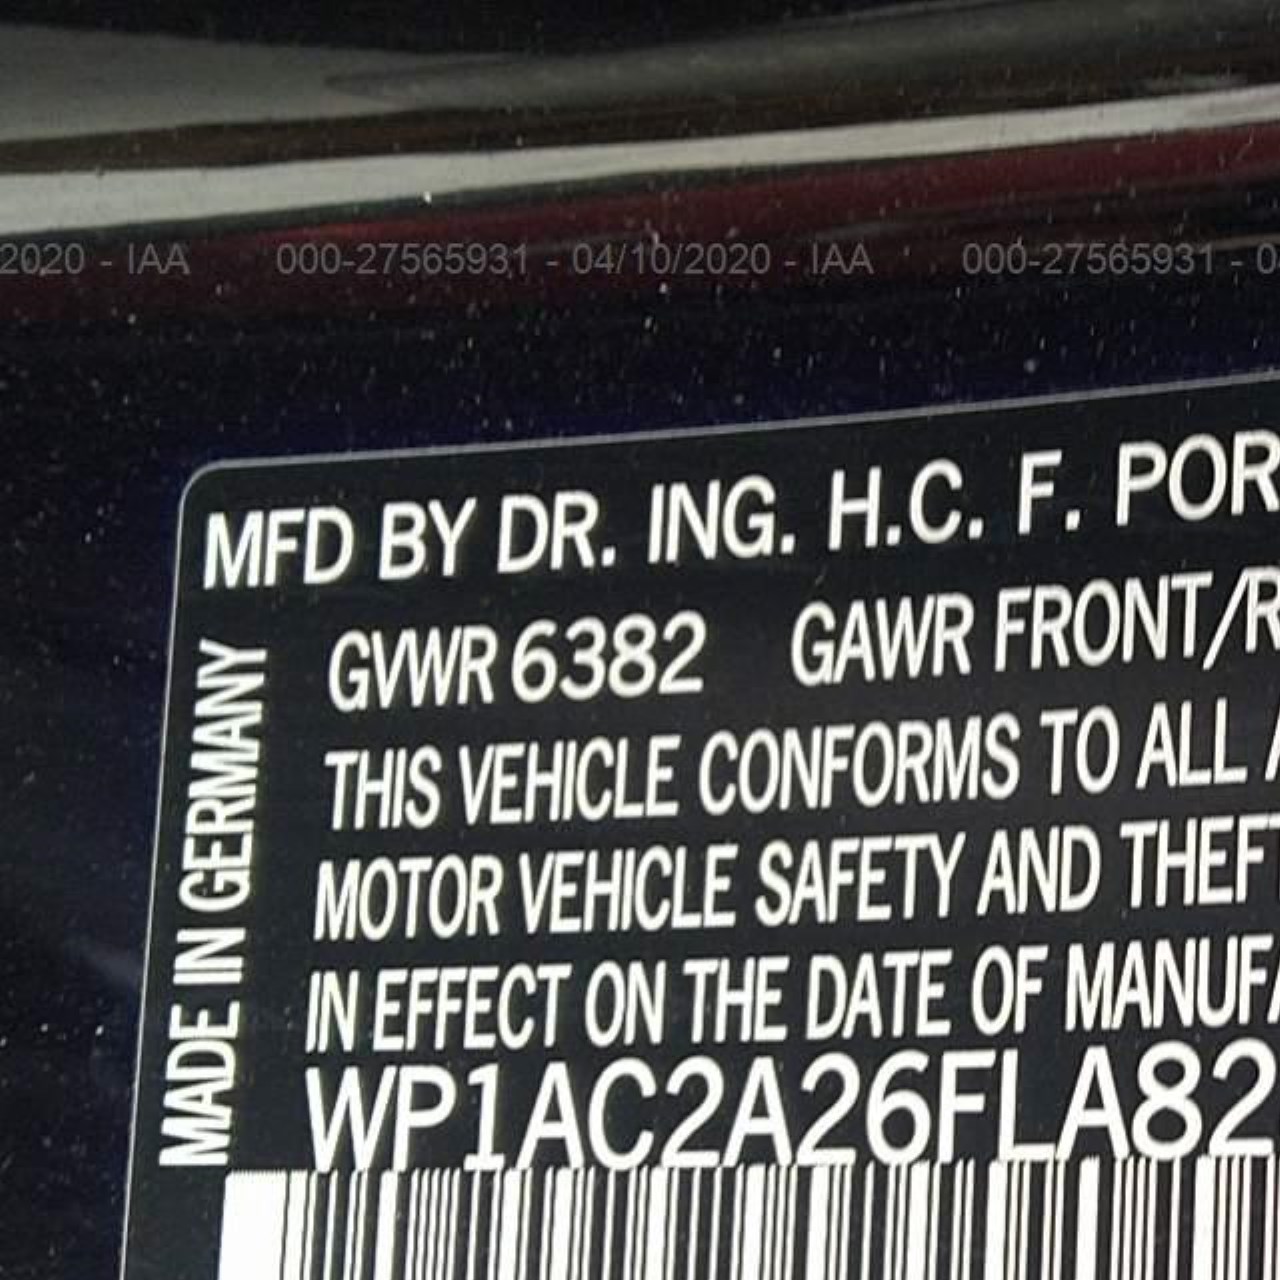 2020 - IAA 000-27565931 - 04/10/2020 - IAA 000-27565931 - 0
MFD BY DR. ING. H.C. F. POR
GVWR 6382 GAWR FRONT/R
THIS VEHICLE CONFORMS TO ALL A
MOTOR VEHICLE SAFETY AND THEFT
IN EFFECT ON THE DATE OF MANUFA
WP1AC2A26FLA82
MADE IN GERMANY